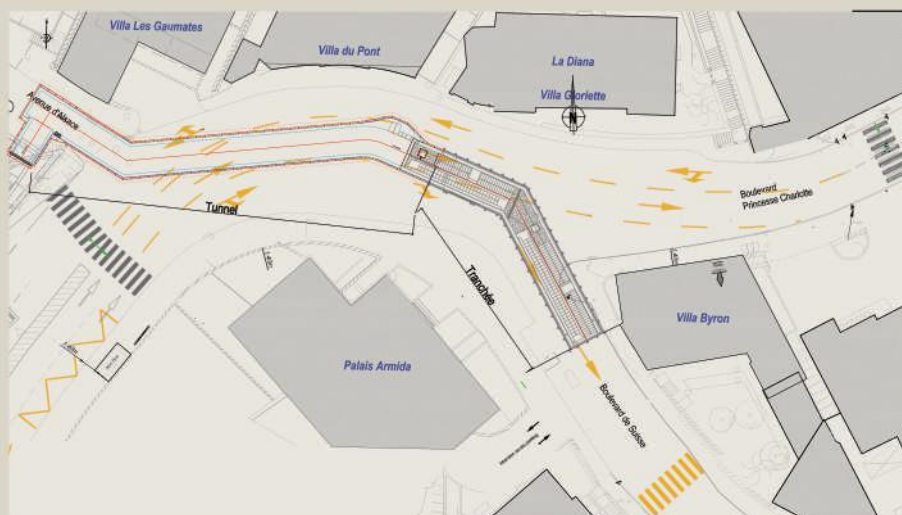 Villa Les Gaumates
Villa du Pont
La Diana
Villa Gloriette
N
Avenue d'Alsace
Boulevard
Princesse Charlotte
Tunnel
Tranchée
Villa Byron
Palais Armida
Boulevard de Suisse